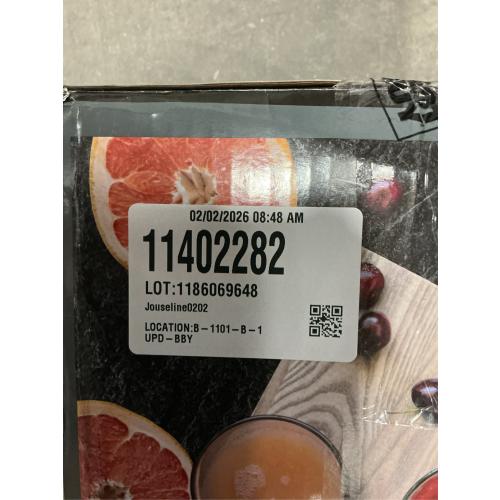 02/02/2026 08:48 AM
11402282
LOT:1186069648
Jouseline0202
LOCATION:B-1101-B-1
UPD-BBY